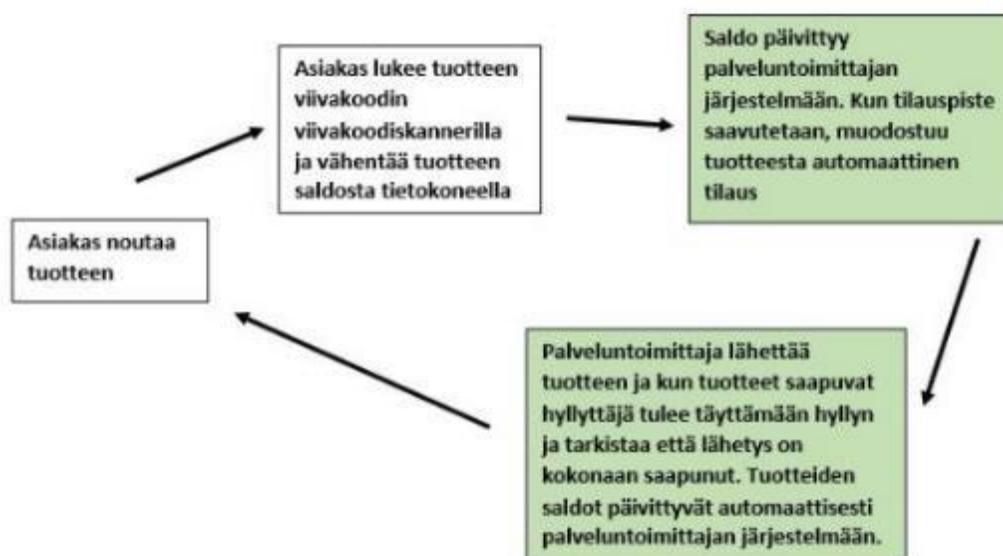 Asiakas noutaa
tuotteen
Asiakas lukee tuotteen
viivakoodin
viivakoodiskannerilla
ja vähentää tuotteen
saldosta tietokoneella
Saldo päivittyy
palveluntoimittajan
järjestelmään. Kun tilauspiste
saavutetaan, muodostuu
tuotteesta automaattinen
tilaus
Palveluntoimittaja lähettää
tuotteen ja kun tuotteet saapuvat
hyllyttäjä tulee täyttämään hyllyn
ja tarkistaa että lähetys on
kokonaan saapunut. Tuotteiden
saldot päivittyvät automaattisesti
palveluntoimittajan järjestelmään.